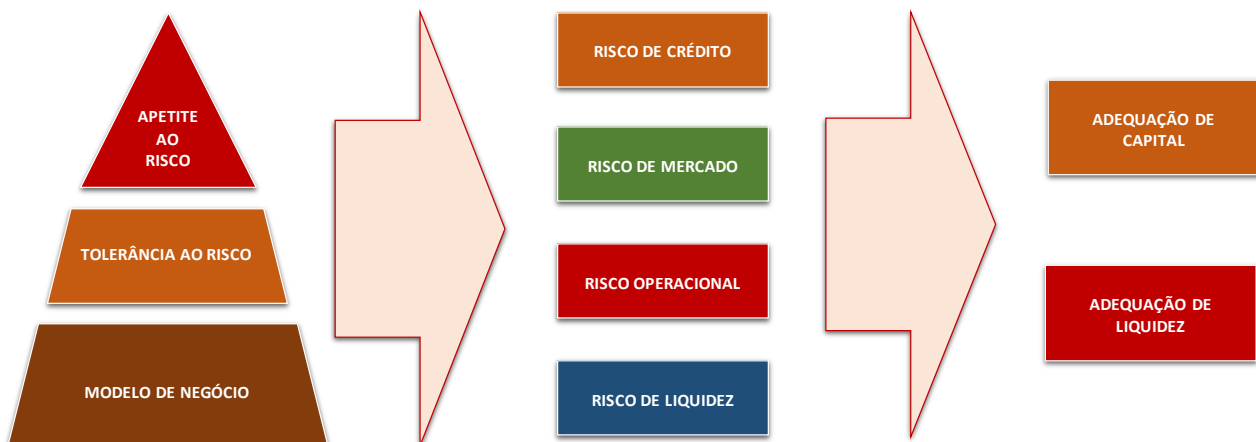 APETITE
AO
RISCO
TOLERÂNCIA AO RISCO
MODELO DE NEGÓCIO
RISCO DE CRÉDITO
RISCO DE MERCADO
RISCO OPERACIONAL
RISCO DE LIQUIDEZ
ADEQUAÇÃO DE
CAPITAL
ADEQUAÇÃO DE
LIQUIDEZ